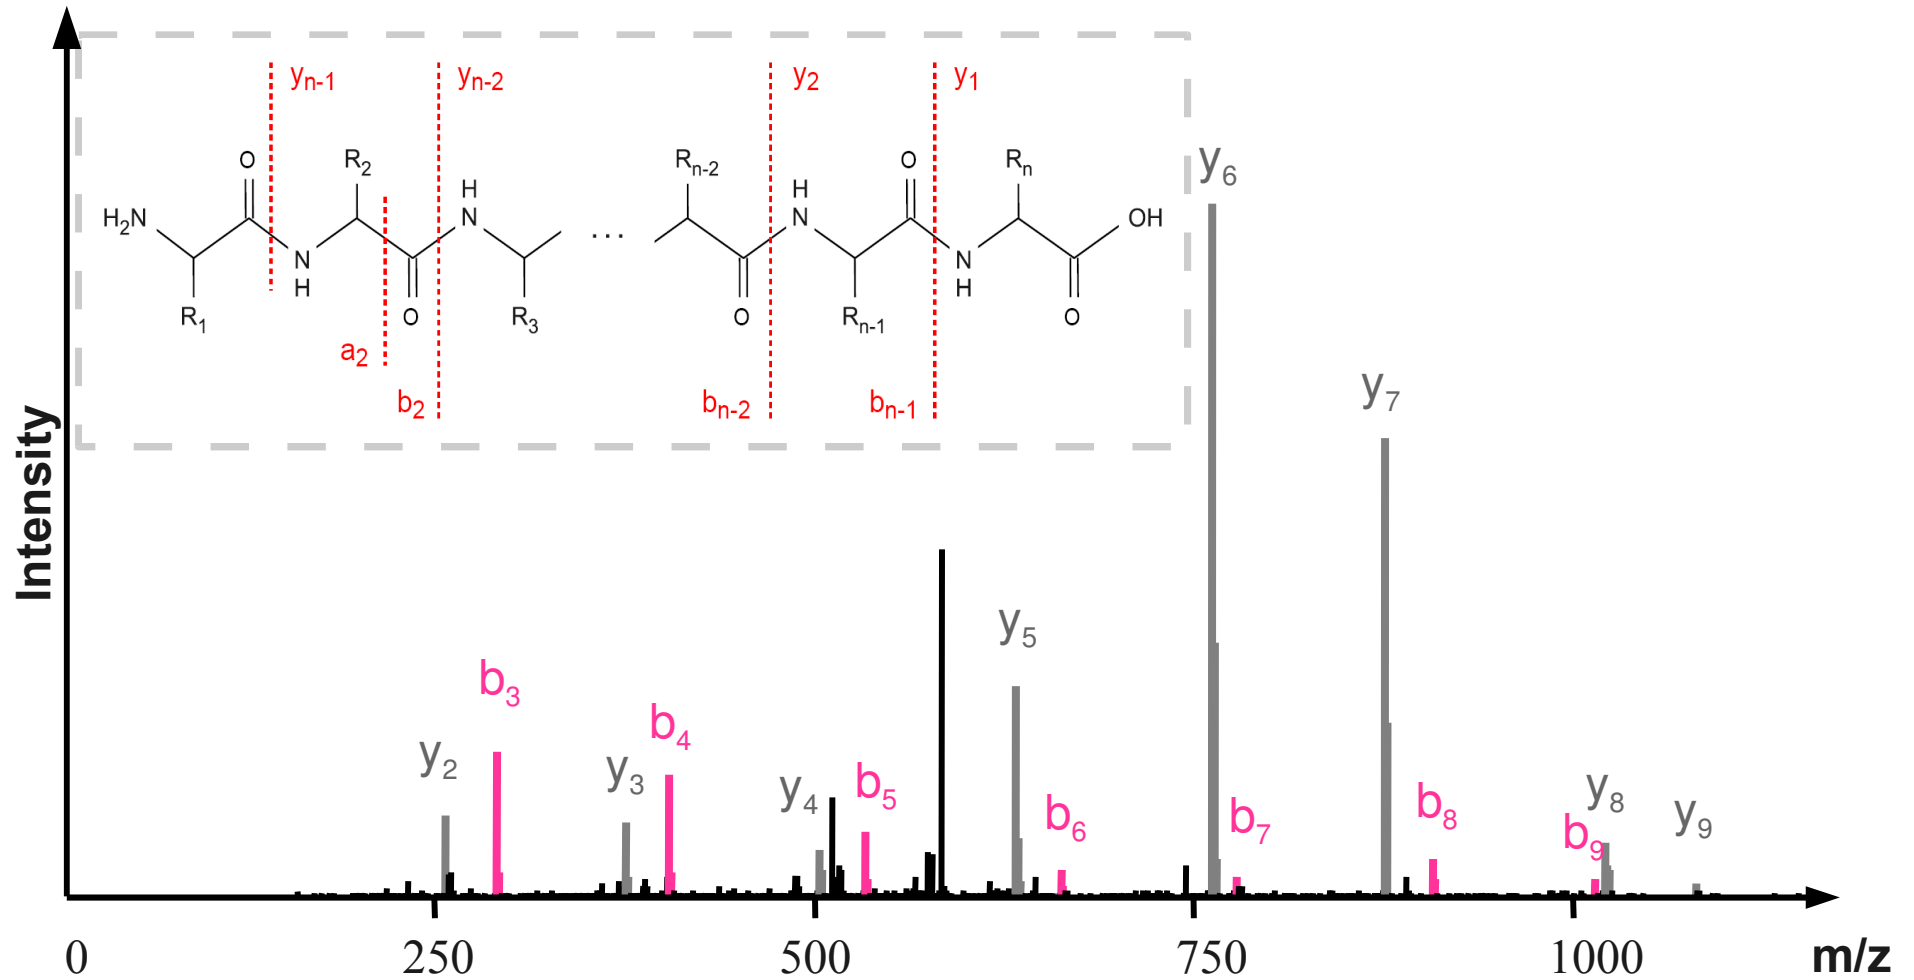 yn-1 yn-2 y2 y1
O R2 Rn-2 O Rn
H H
H2N N ... N OH
N N
H H
R1 O R3 O Rn-1 O
a2
b2 bn-2 bn-1
y6
y7
y5
b3
b4
y2 y3 y4 b5 b6 b7 b8 b9 y8 y9
Intensity
0 250 500 750 1000 m/z